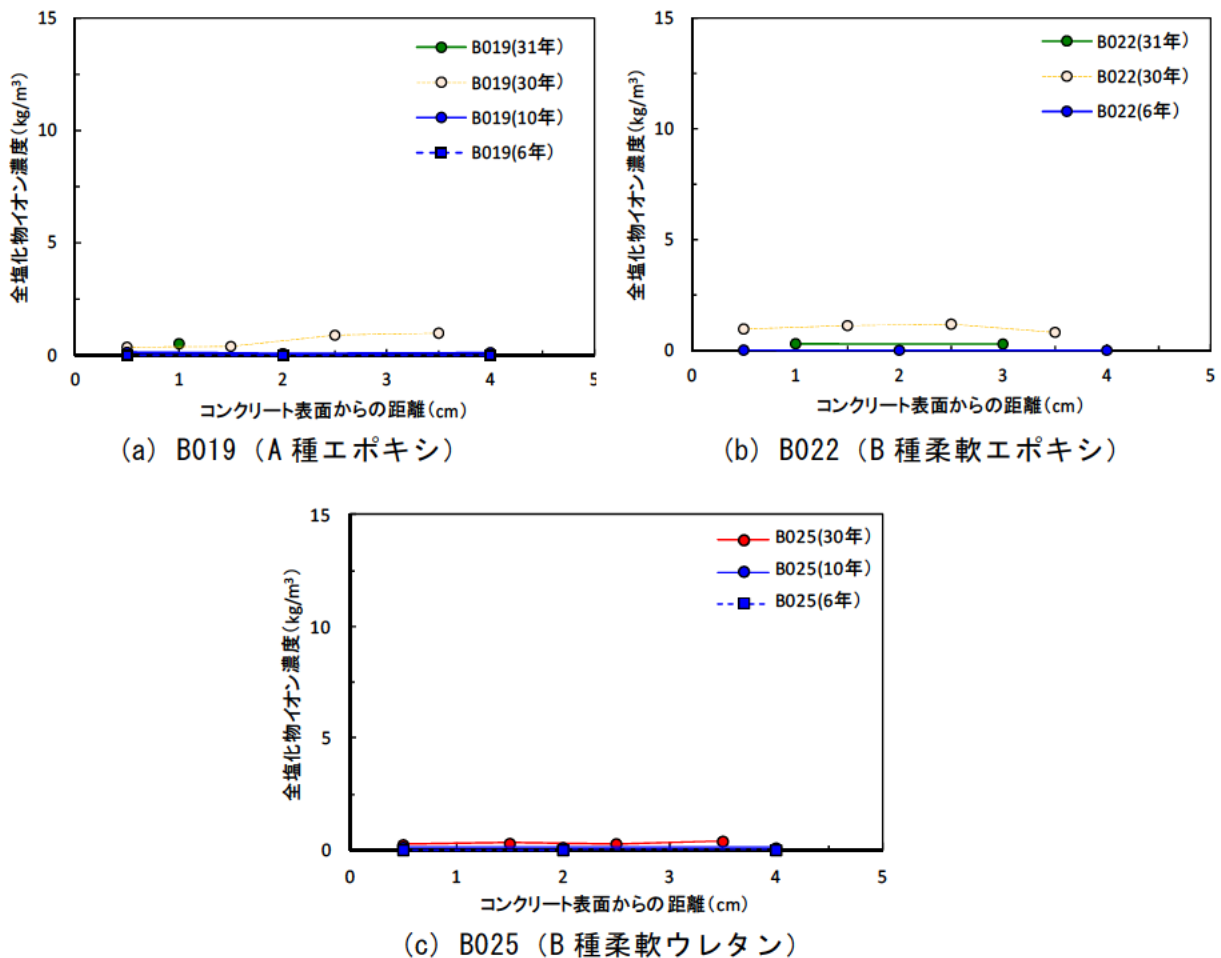 15
10
5
0
全塩化物イオン濃度(kg/m³)
B019(31年)
B019(30年)
B019(10年)
B019(6年)
0 1 2 3 4 5
コンクリート表面からの距離(cm)
(a) B019 (A種エポキシ)
15
10
5
0
全塩化物イオン濃度(kg/m³)
B022(31年)
B022(30年)
B022(6年)
0 1 2 3 4 5
コンクリート表面からの距離(cm)
(b) B022 (B種柔軟エポキシ)
15
10
5
0
全塩化物イオン濃度(kg/m³)
B025(30年)
B025(10年)
B025(6年)
0 1 2 3 4 5
コンクリート表面からの距離(cm)
(c) B025 (B種柔軟ウレタン)